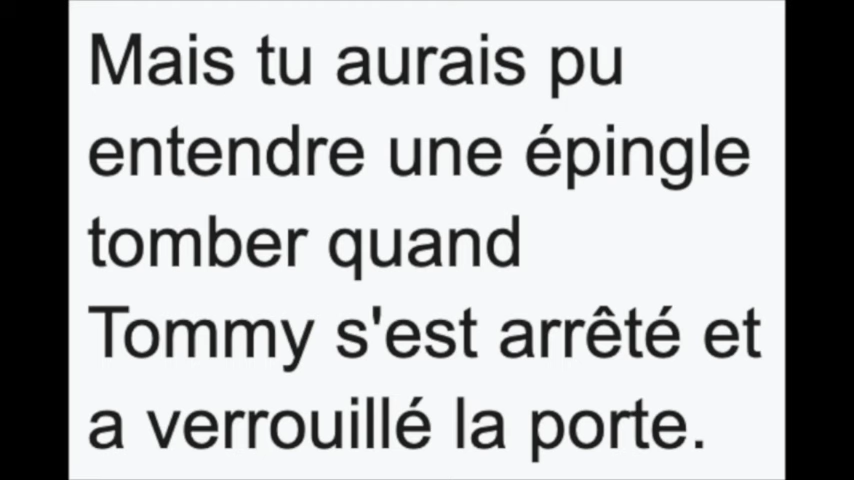 Mais tu aurais pu
entendre une épingle
tomber quand
Tommy s'est arrêté et
a verrouillé la porte.